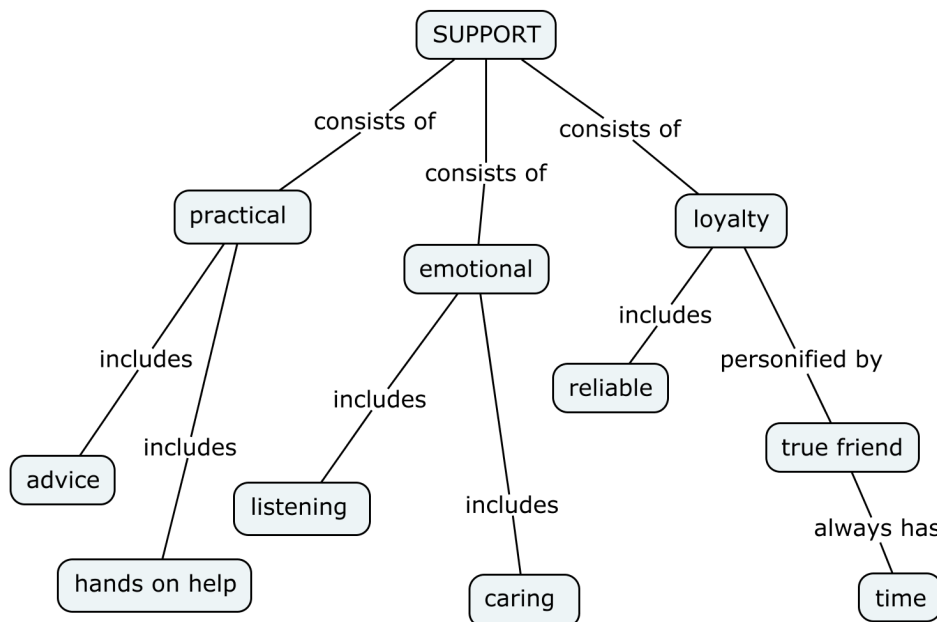 SUPPORT
consists of
consists of
consists of
practical
loyalty
emotional
includes
personified by
includes
reliable
includes
includes
true friend
advice
listening
includes
always has
hands on help
caring
time